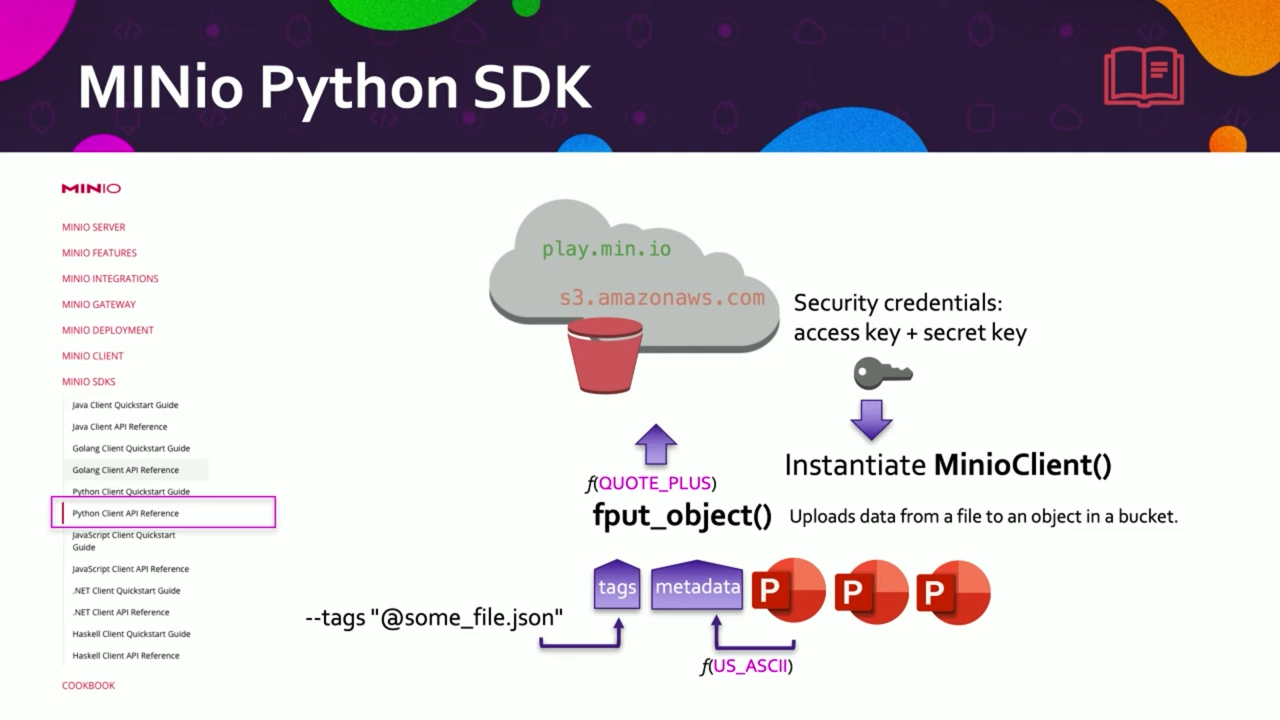 MINio Python SDK
MINIO
MINIO SERVER
MINIO FEATURES
MINIO INTEGRATIONS
MINIO GATEWAY
MINIO DEPLOYMENT
MINIO CLIENT
MINIO SDKS
Java Client Quickstart Guide
Java Client API Reference
Golang Client Quickstart Guide
Golang Client API Reference
Python Client Quickstart Guide
Python Client API Reference
JavaScript Client Quickstart
Guide
JavaScript Client API Reference
.NET Client Quickstart Guide
.NET Client API Reference
Haskell Client Quickstart Guide
Haskell Client API Reference
COOKBOOK
play.min.io
s3.amazonaws.com
Security credentials:
access key + secret key
Instantiate MinioClient()
f(QUOTE_PLUS)
fput_object()
Uploads data from a file to an object in a bucket.
tags
metadata
P
P
P
--tags "@some_file.json"
f(US_ASCII)